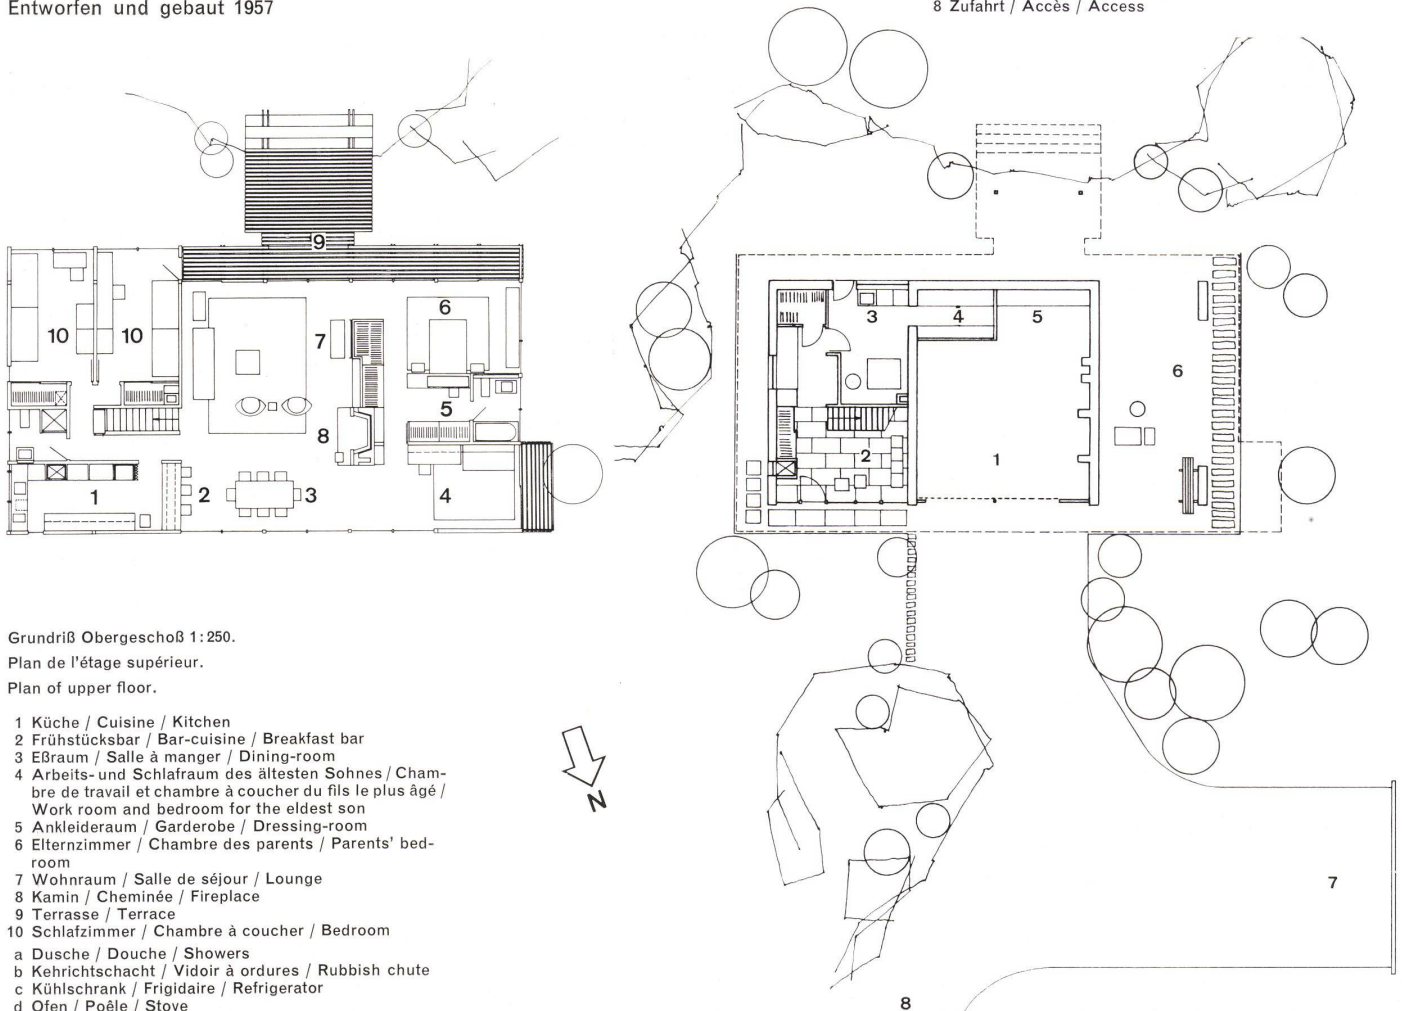 Entworfen und gebaut 1957
8 Zufahrt / Accès / Access
9
10
10
7
6
5
8
1
2
3
4
3
4
5
6
2
1
7
8
N
Grundriß Obergeschoß 1:250.
Plan de l'étage supérieur.
Plan of upper floor.
1 Küche / Cuisine / Kitchen
2 Frühstücksbar / Bar-cuisine / Breakfast bar
3 Eßraum / Salle à manger / Dining-room
4 Arbeits- und Schlafraum des ältesten Sohnes / Cham-
bre de travail et chambre à coucher du fils le plus âgé /
Work room and bedroom for the eldest son
5 Ankleideraum / Garderobe / Dressing-room
6 Elternzimmer / Chambre des parents / Parents' bed-
room
7 Wohnraum / Salle de séjour / Lounge
8 Kamin / Cheminée / Fireplace
9 Terrasse / Terrace
10 Schlafzimmer / Chambre à coucher / Bedroom
a Dusche / Douche / Showers
b Kehrichtschacht / Vidoir à ordures / Rubbish chute
c Kühlschrank / Frigidaire / Refrigerator
d Ofen / Poêle / Stove